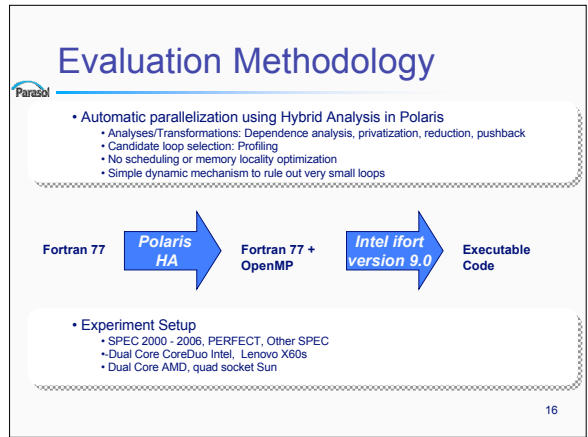 Evaluation Methodology
Parasol
• Automatic parallelization using Hybrid Analysis in Polaris
• Analyses/Transformations: Dependence analysis, privatization, reduction, pushback
• Candidate loop selection: Profiling
• No scheduling or memory locality optimization
• Simple dynamic mechanism to rule out very small loops
Fortran 77
Polaris
HA
Fortran 77 +
OpenMP
Intel ifort
version 9.0
Executable
Code
• Experiment Setup
• SPEC 2000 - 2006, PERFECT, Other SPEC
•-Dual Core CoreDuo Intel, Lenovo X60s
• Dual Core AMD, quad socket Sun
16